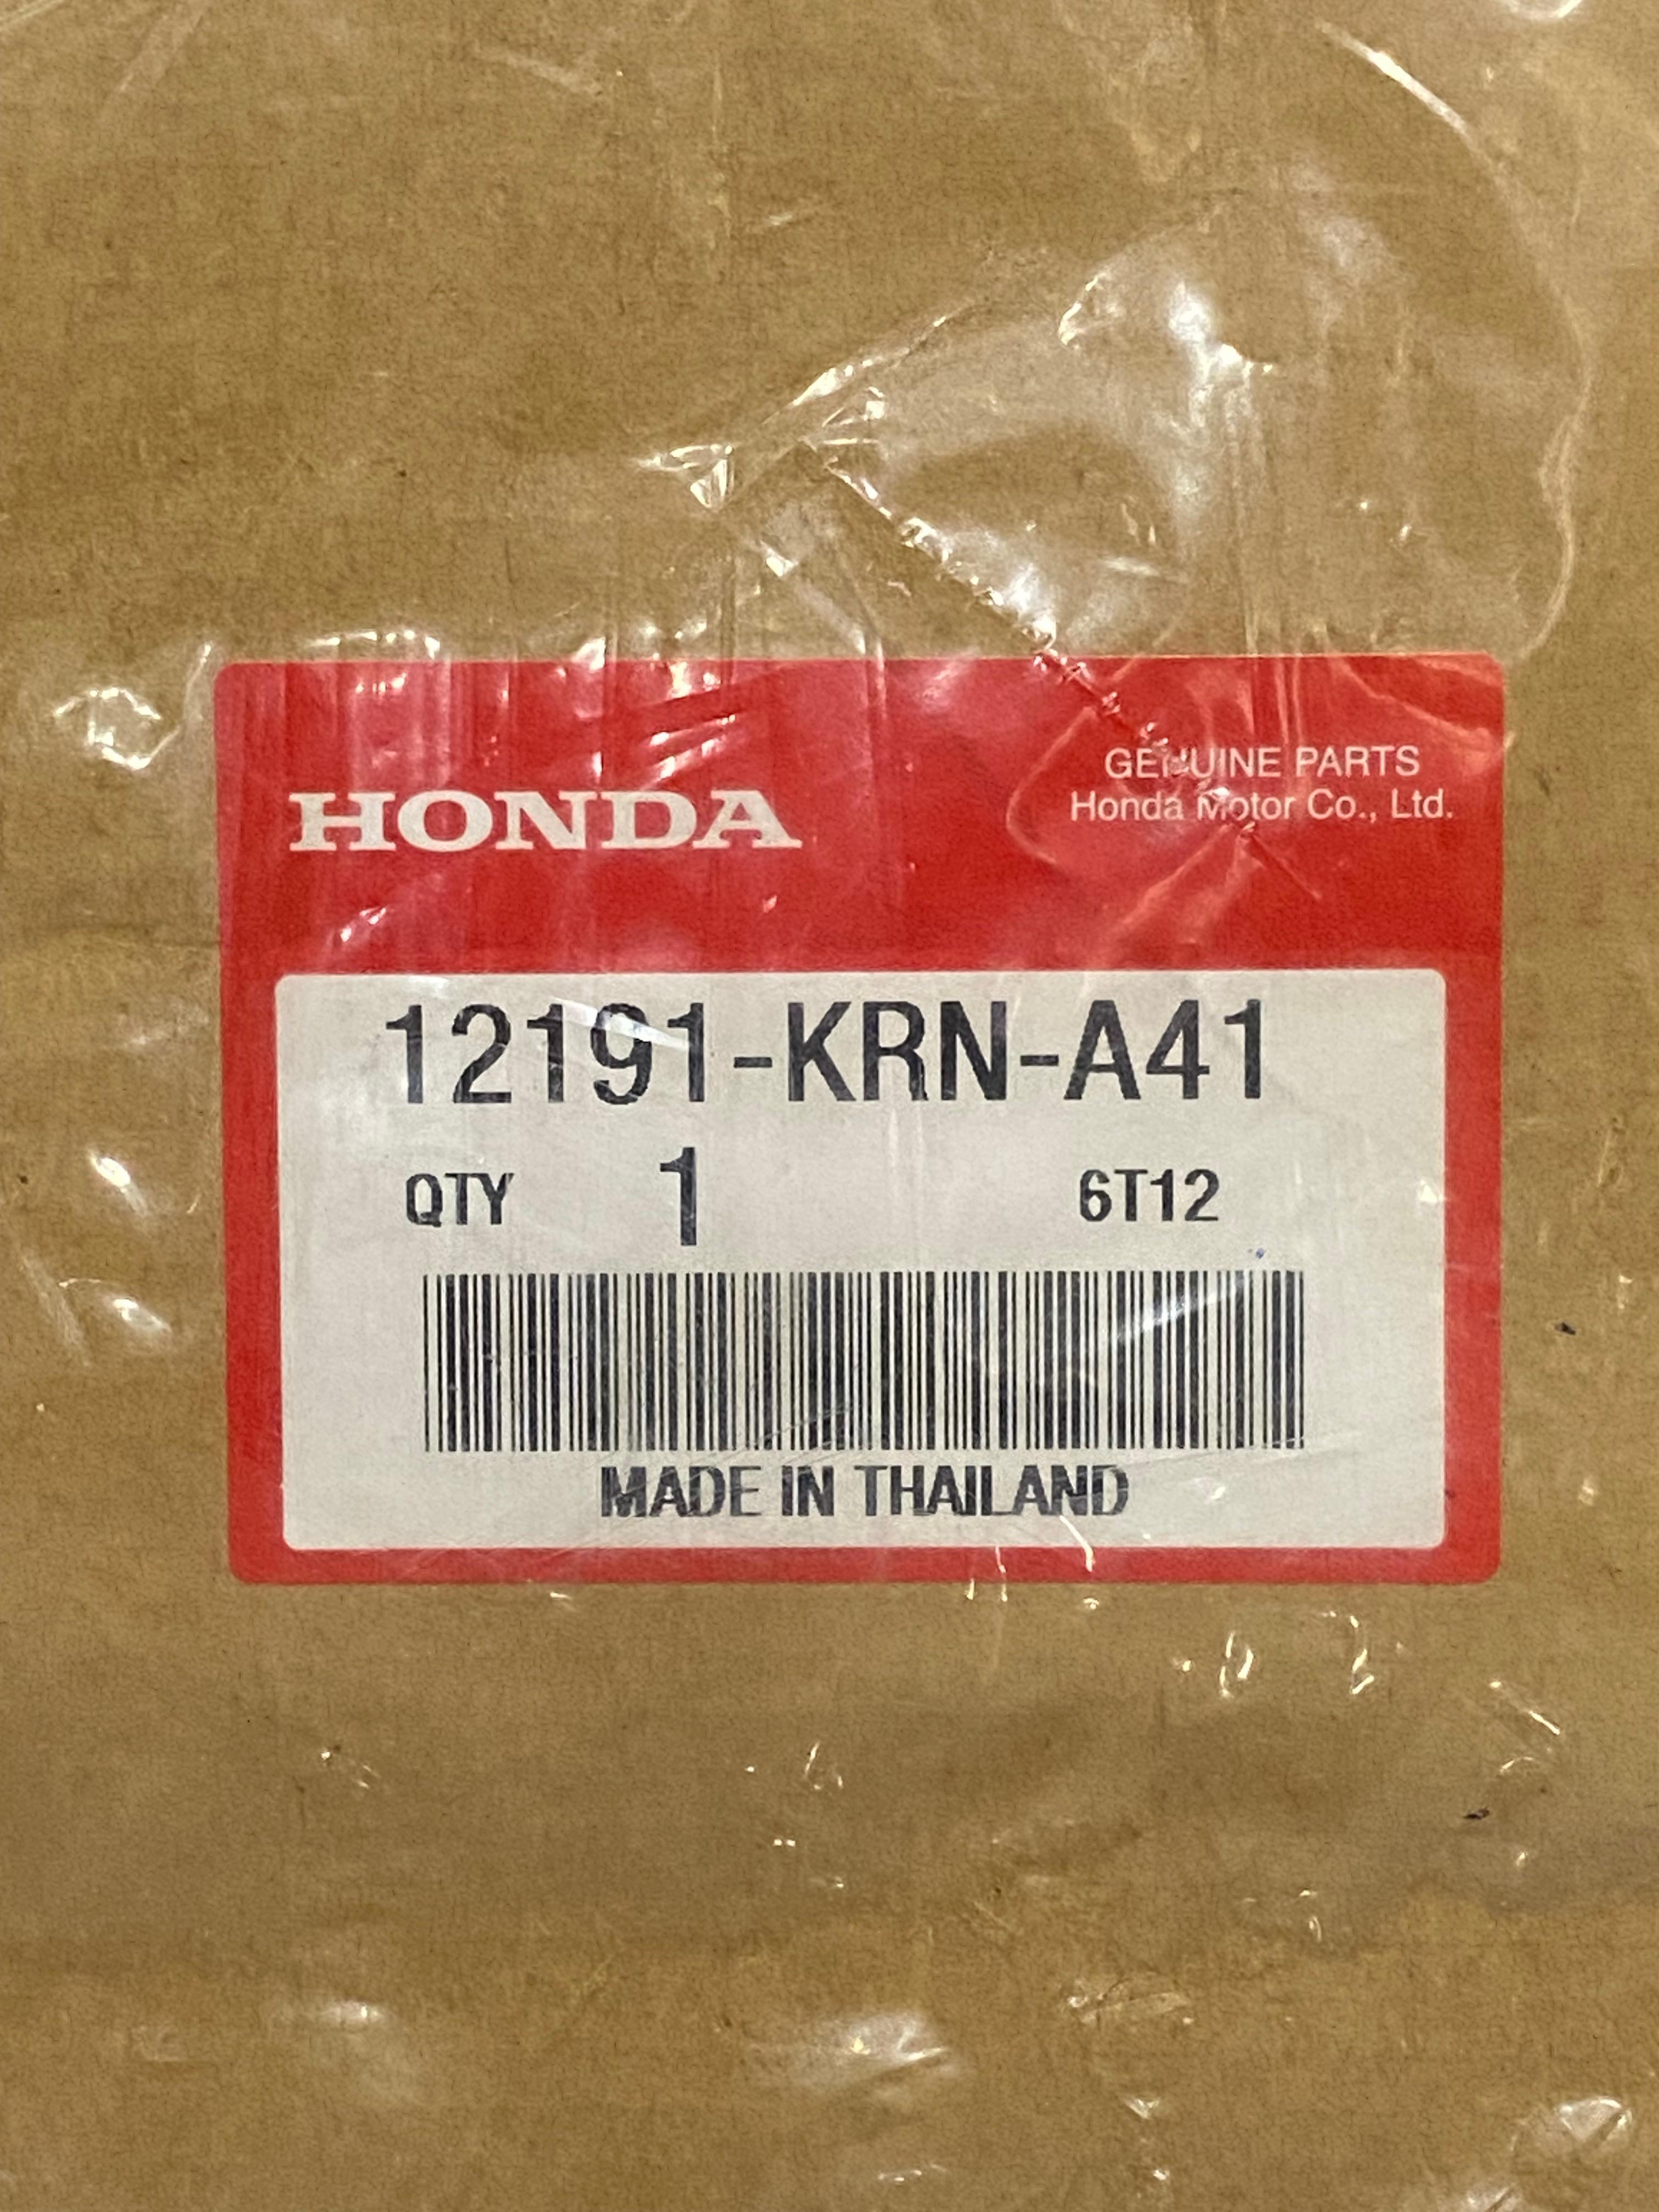 HONDA
GENUINE PARTS
Honda Motor Co., Ltd.
12191-KRN-A41
QTY 1 6T12
MADE IN THAILAND